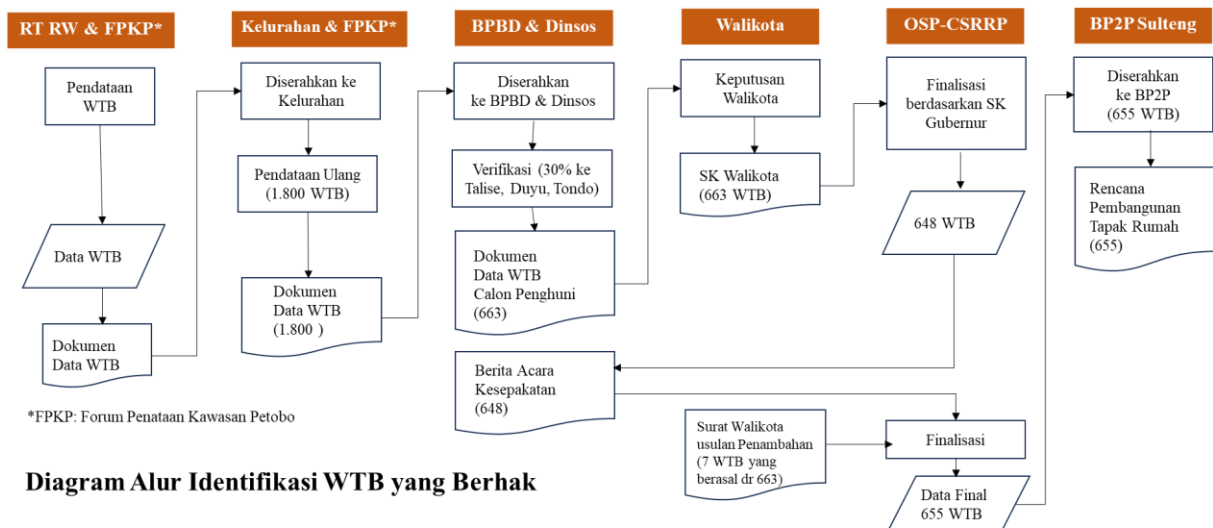 RT RW & FPKP*
Pendataan
WTB
Data WTB
Dokumen
Data WTB
Kelurahan & FPKP*
Diserahkan ke
Kelurahan
Pendataan Ulang
(1.800 WTB)
Dokumen
Data WTB
(1.800 )
BPBD & Dinsos
Diserahkan
ke BPBD & Dinsos
Verifikasi (30% ke
Talise, Duyu, Tondo)
Dokumen
Data WTB
Calon Penghuni
(663)
Berita Acara
Kesepakatan
(648)
Walikota
Keputusan
Walikota
SK Walikota
(663 WTB)
Surat Walikota
usulan Penambahan
(7 WTB yang
berasal dr 663)
OSP-CSRRP
Finalisasi
berdasarkan SK
Gubernur
648 WTB
Finalisasi
Data Final
655 WTB
BP2P Sulteng
Diserahkan
ke BP2P
(655 WTB)
Rencana
Pembangunan
Tapak Rumah
(655)
*FPKP: Forum Penataan Kawasan Petobo
Diagram Alur Identifikasi WTB yang Berhak